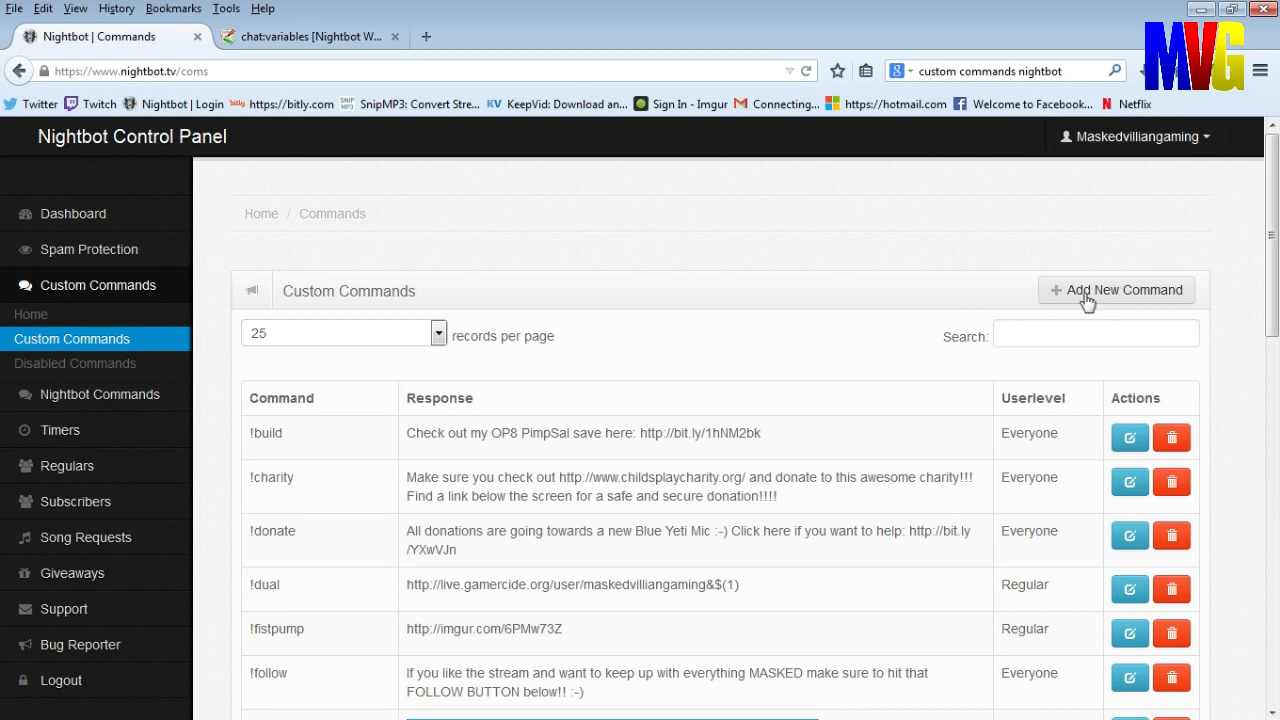 File Edit View History Bookmarks Tools Help
Nightbot | Commands
chat:variables [Nightbot W...
https://www.nightbot.tv/coms
custom commands nightbot
MVG
Twitter Twitch Nightbot | Login bitly https://bitly.com SNIP MP3 SnipMP3: Convert Stre... KV KeepVid: Download an... Sign In - Imgur Connecting... https://hotmail.com Welcome to Facebook... N Netflix
Nightbot Control Panel
Maskedvilliangaming
Dashboard
Spam Protection
Custom Commands
Home
Custom Commands
Disabled Commands
Nightbot Commands
Timers
Regulars
Subscribers
Song Requests
Giveaways
Support
Bug Reporter
Logout
Home / Commands
Custom Commands
Add New Command
25 records per page
Search:
Command Response Userlevel Actions
!build Check out my OP8 PimpSal save here: http://bit.ly/1hNM2bk Everyone
!charity Make sure you check out http://www.childsplaycharity.org/ and donate to this awesome charity!!! Everyone
Find a link below the screen for a safe and secure donation!!!!
!donate All donations are going towards a new Blue Yeti Mic :-) Click here if you want to help: http://bit.ly Everyone
/YXwVJn
!dual http://live.gamercide.org/user/maskedvilliangaming&$(1) Regular
!fistpump http://imgur.com/6PMw73Z Regular
!follow If you like the stream and want to keep up with everything MASKED make sure to hit that Everyone
FOLLOW BUTTON below!! :-)